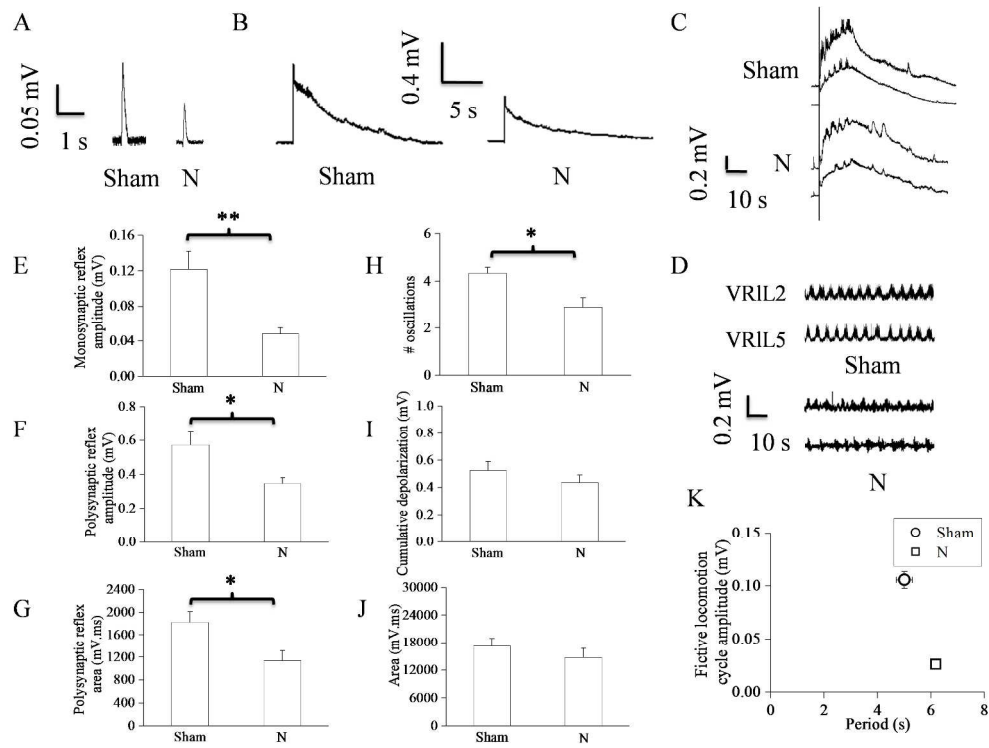 A
B
C
0.05 mV
1 s
Sham
N
0.4 mV
5 s
Sham
N
Sham
N
0.2 mV
10 s
D
VRlL2
VRlL5
Sham
0.2 mV
10 s
N
E
**
Monosynaptic reflex
amplitude (mV)
0.16
0.12
0.08
0.04
0.00
Sham
N
H
*
# oscillations
6
4
2
0
Sham
N
F
*
Polysynaptic reflex
amplitude (mV)
0.8
0.6
0.4
0.2
0.0
Sham
N
I
Cumulative depolarization (mV)
1.0
0.8
0.6
0.4
0.2
0.0
Sham
N
G
*
Polysynaptic reflex
area (mV.ms)
2400
1800
1200
600
0
Sham
N
J
Area (mV.ms)
30000
24000
18000
12000
6000
0
Sham
N
K
Sham
N
Fictive locomotion
cycle amplitude (mV)
0.15
0.10
0.05
0.00
0
2
4
6
8
Period (s)